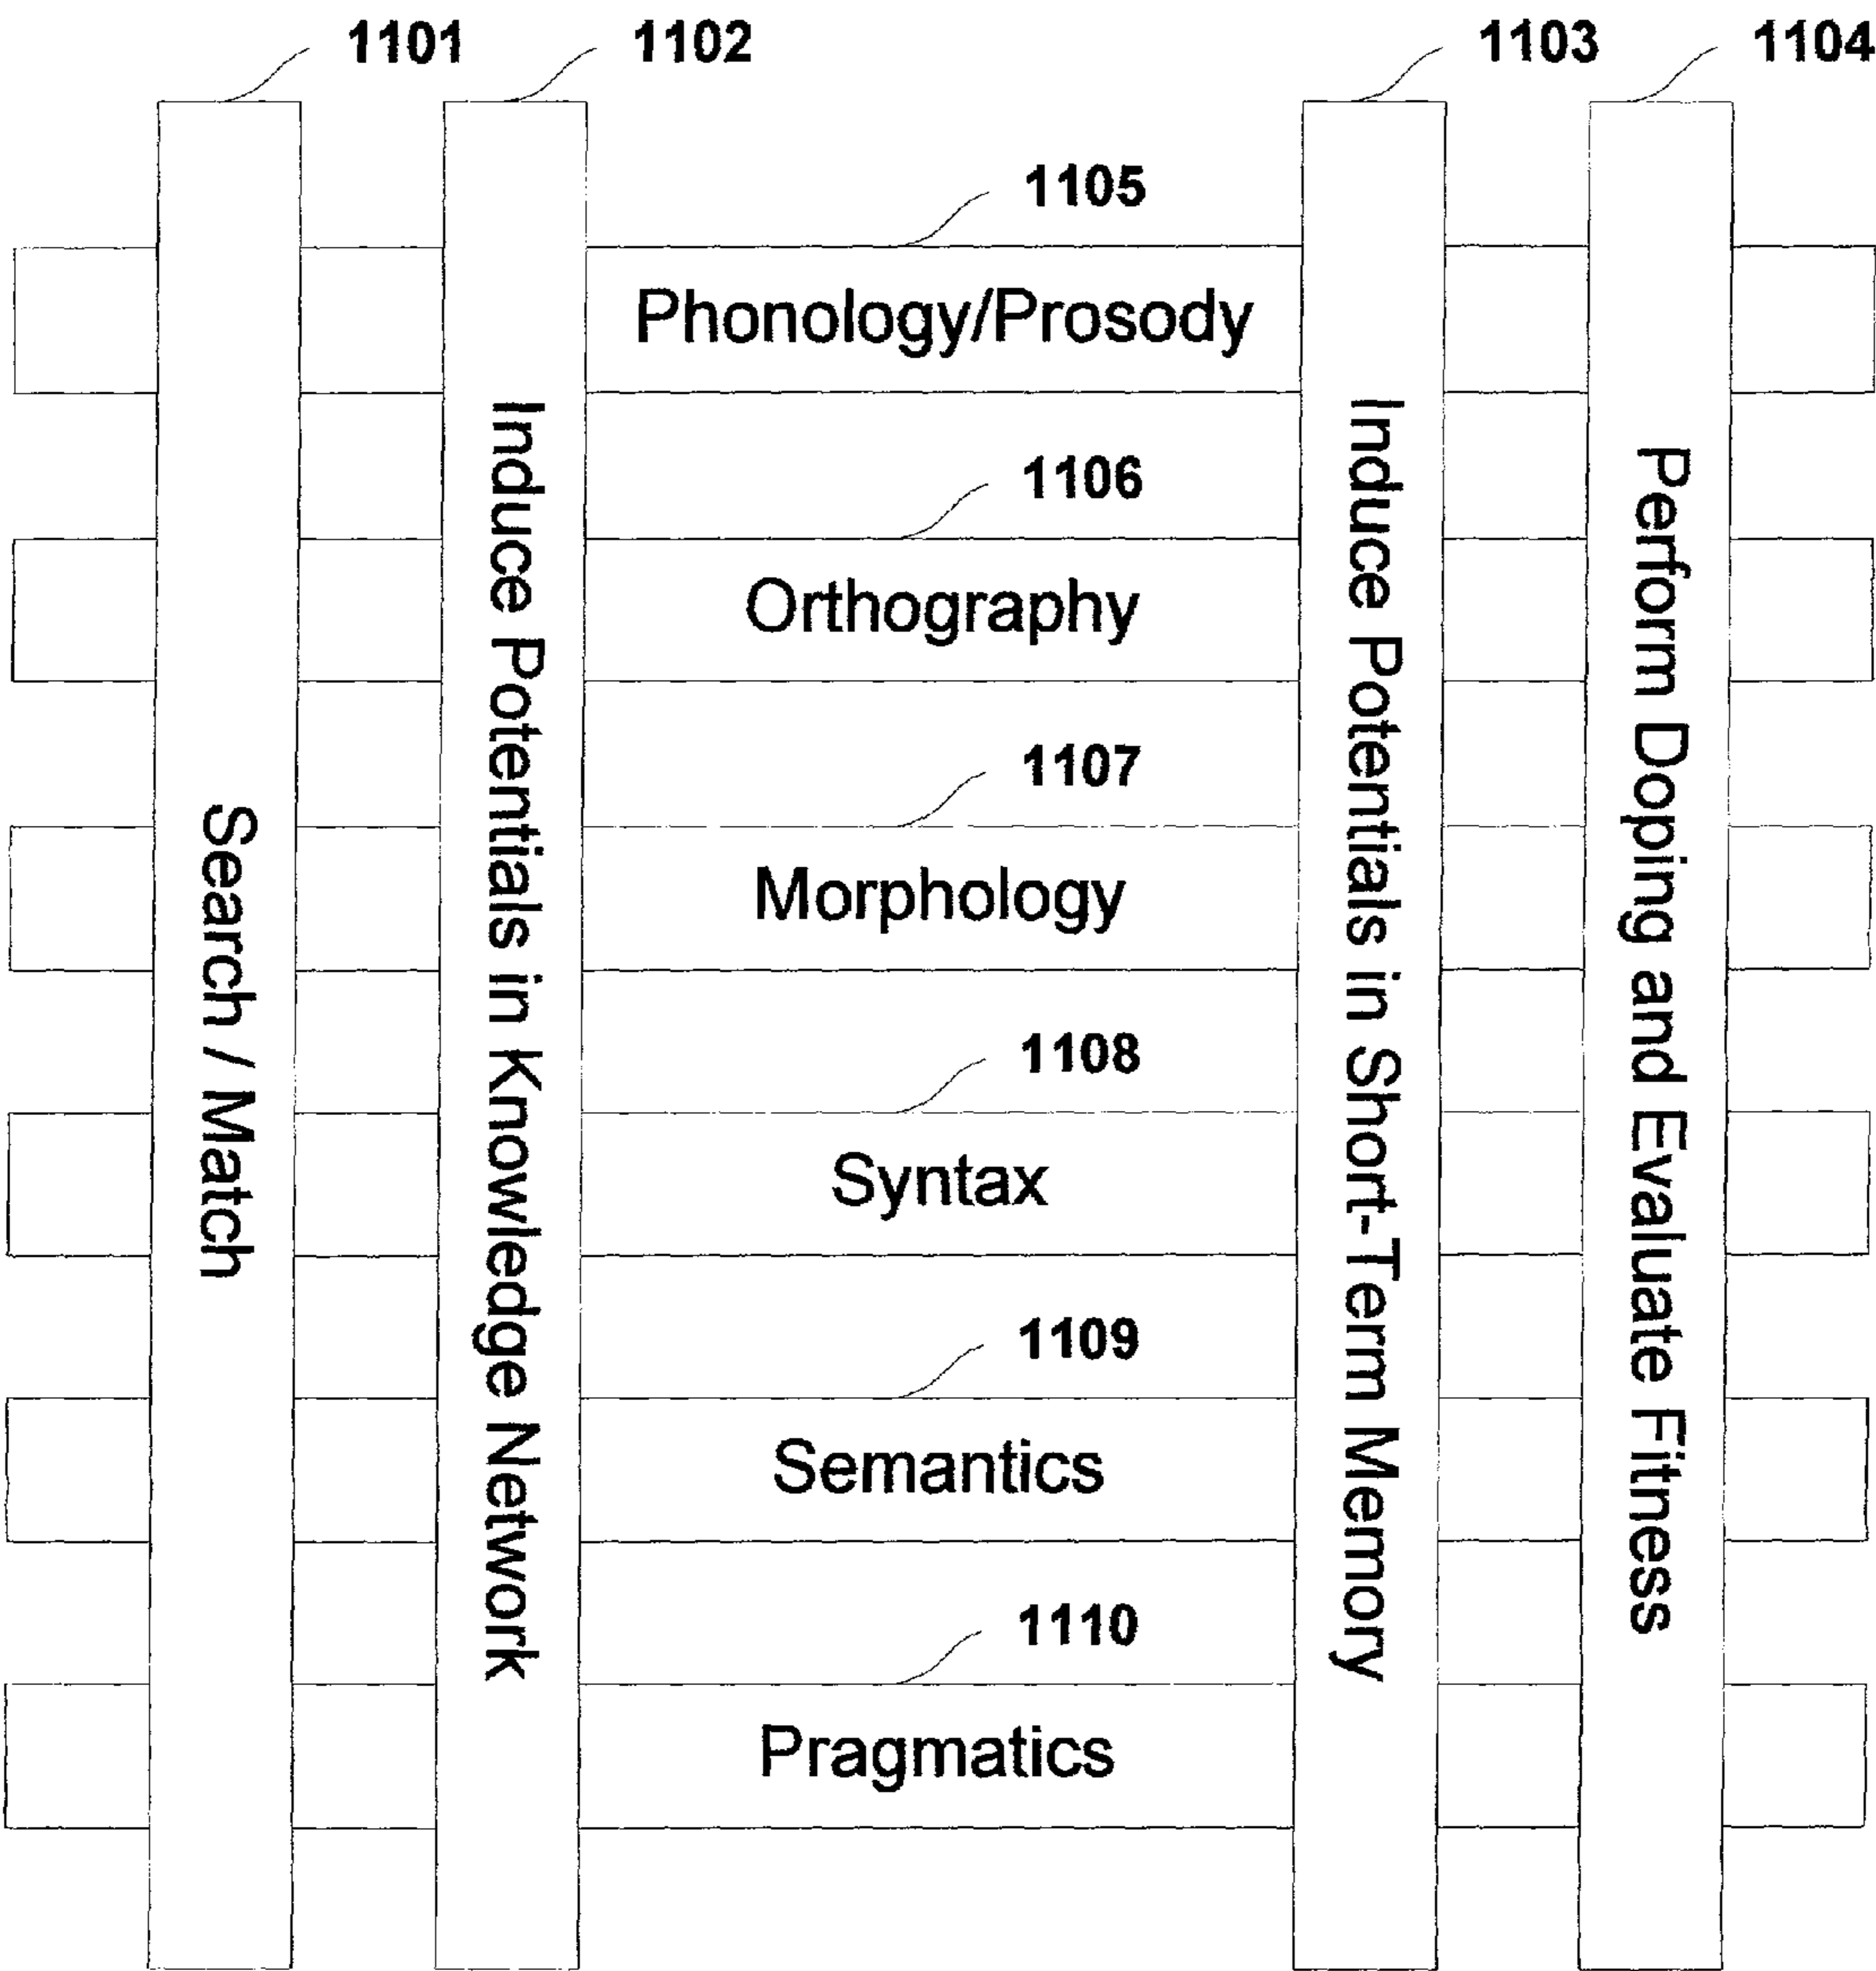 1101
1102
1103
1104
Search / Match
Induce Potentials in Knowledge Network
Induce Potentials in Short-Term Memory
Perform Doping and Evaluate Fitness
1105
Phonology/Prosody
1106
Orthography
1107
Morphology
1108
Syntax
1109
Semantics
1110
Pragmatics